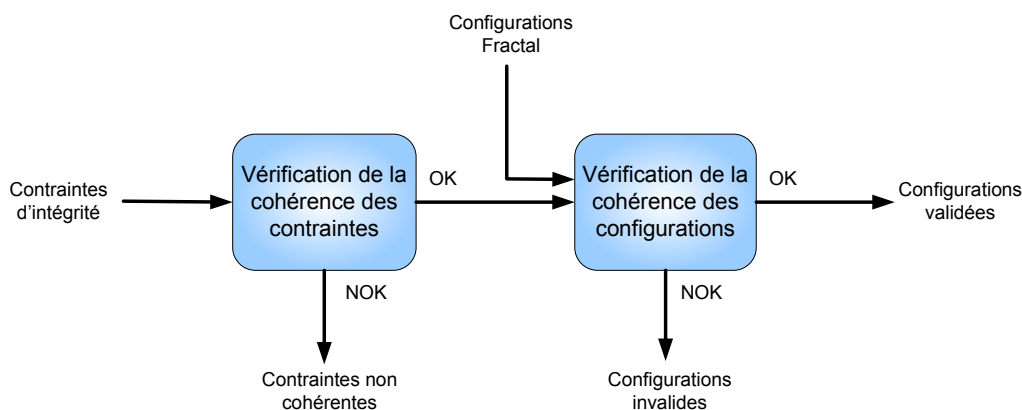 Configurations
Fractal
Contraintes
d’intégrité
Vérification de la
cohérence des
contraintes
OK
Vérification de la
cohérence des
configurations
OK
Configurations
validées
NOK
NOK
Contraintes non
cohérentes
Configurations
invalides